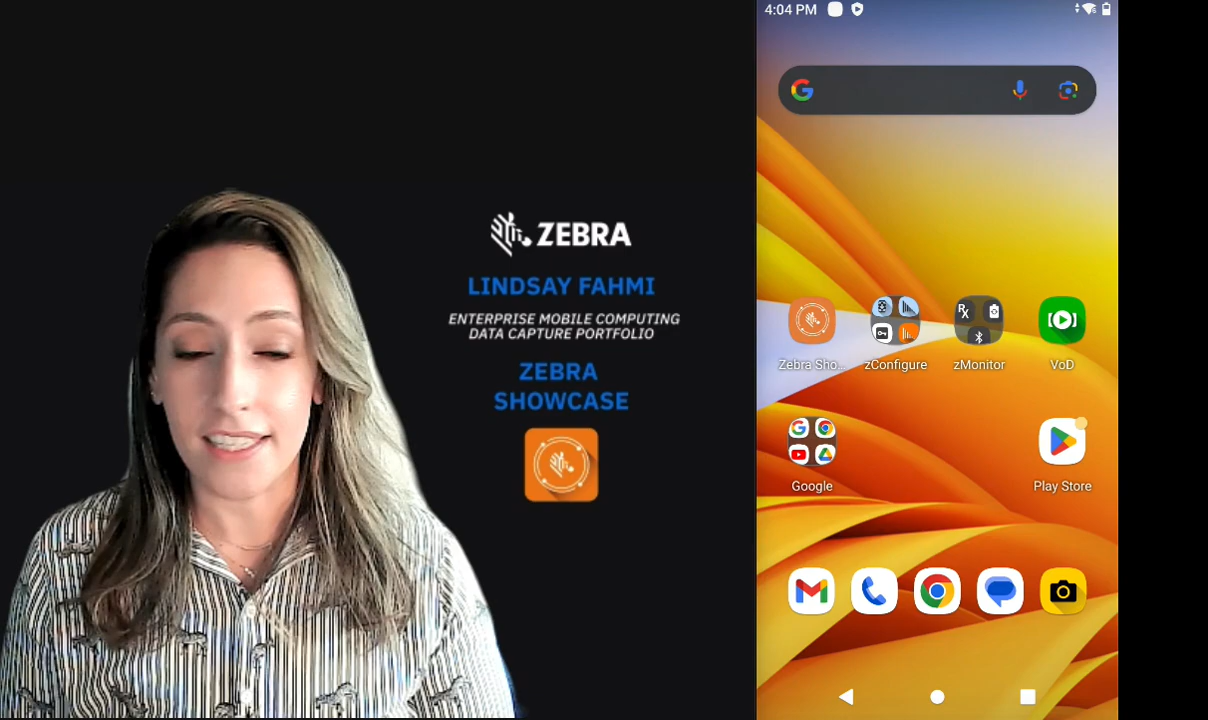 ZEBRA
LINDSAY FAHMI
ENTERPRISE MOBILE COMPUTING
DATA CAPTURE PORTFOLIO
ZEBRA
SHOWCASE
4:04 PM
Zebra Sho...
zConfigure
zMonitor
VoD
Google
Play Store